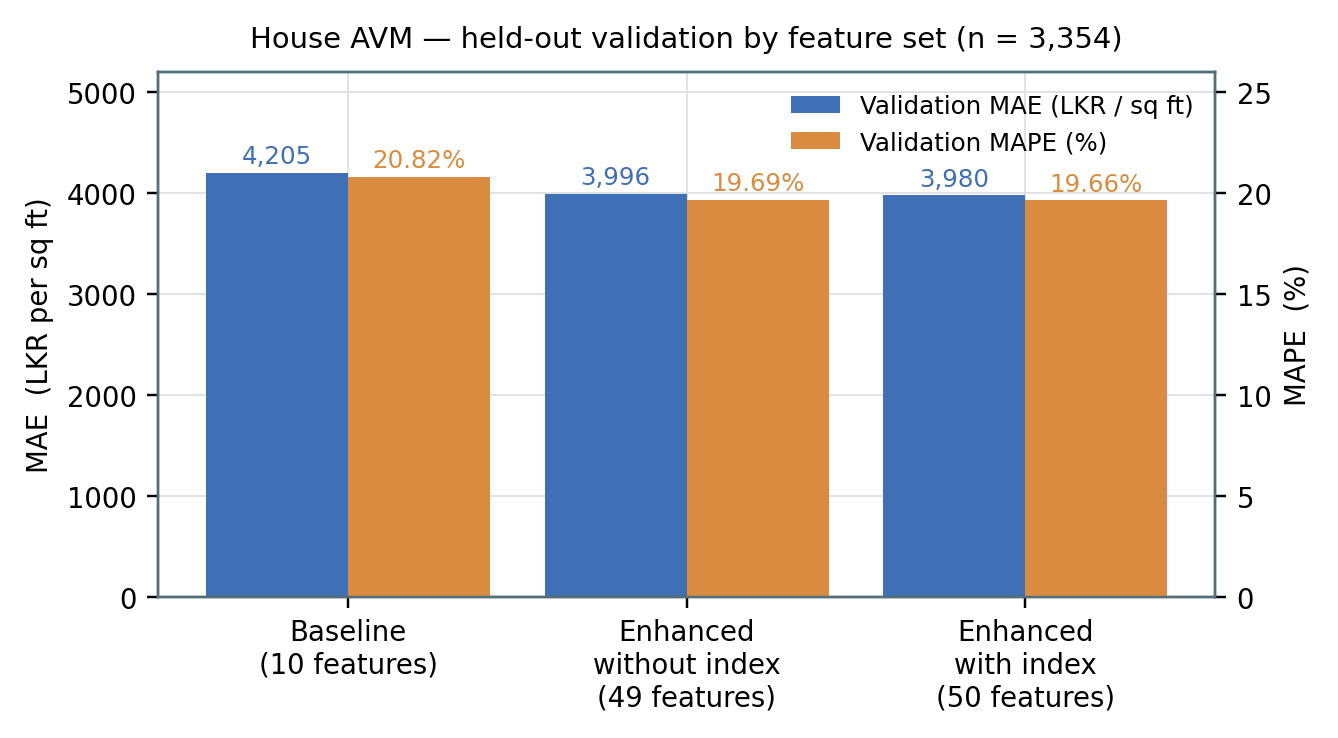 House AVM — held-out validation by feature set (n = 3,354)
Validation MAE (LKR / sq ft)
Validation MAPE (%)
MAE (LKR per sq ft)
5000
4000
3000
2000
1000
0
4,205
20.82%
3,996
19.69%
3,980
19.66%
25
20
15
10
5
0
MAPE (%)
Baseline
(10 features)
Enhanced
without index
(49 features)
Enhanced
with index
(50 features)